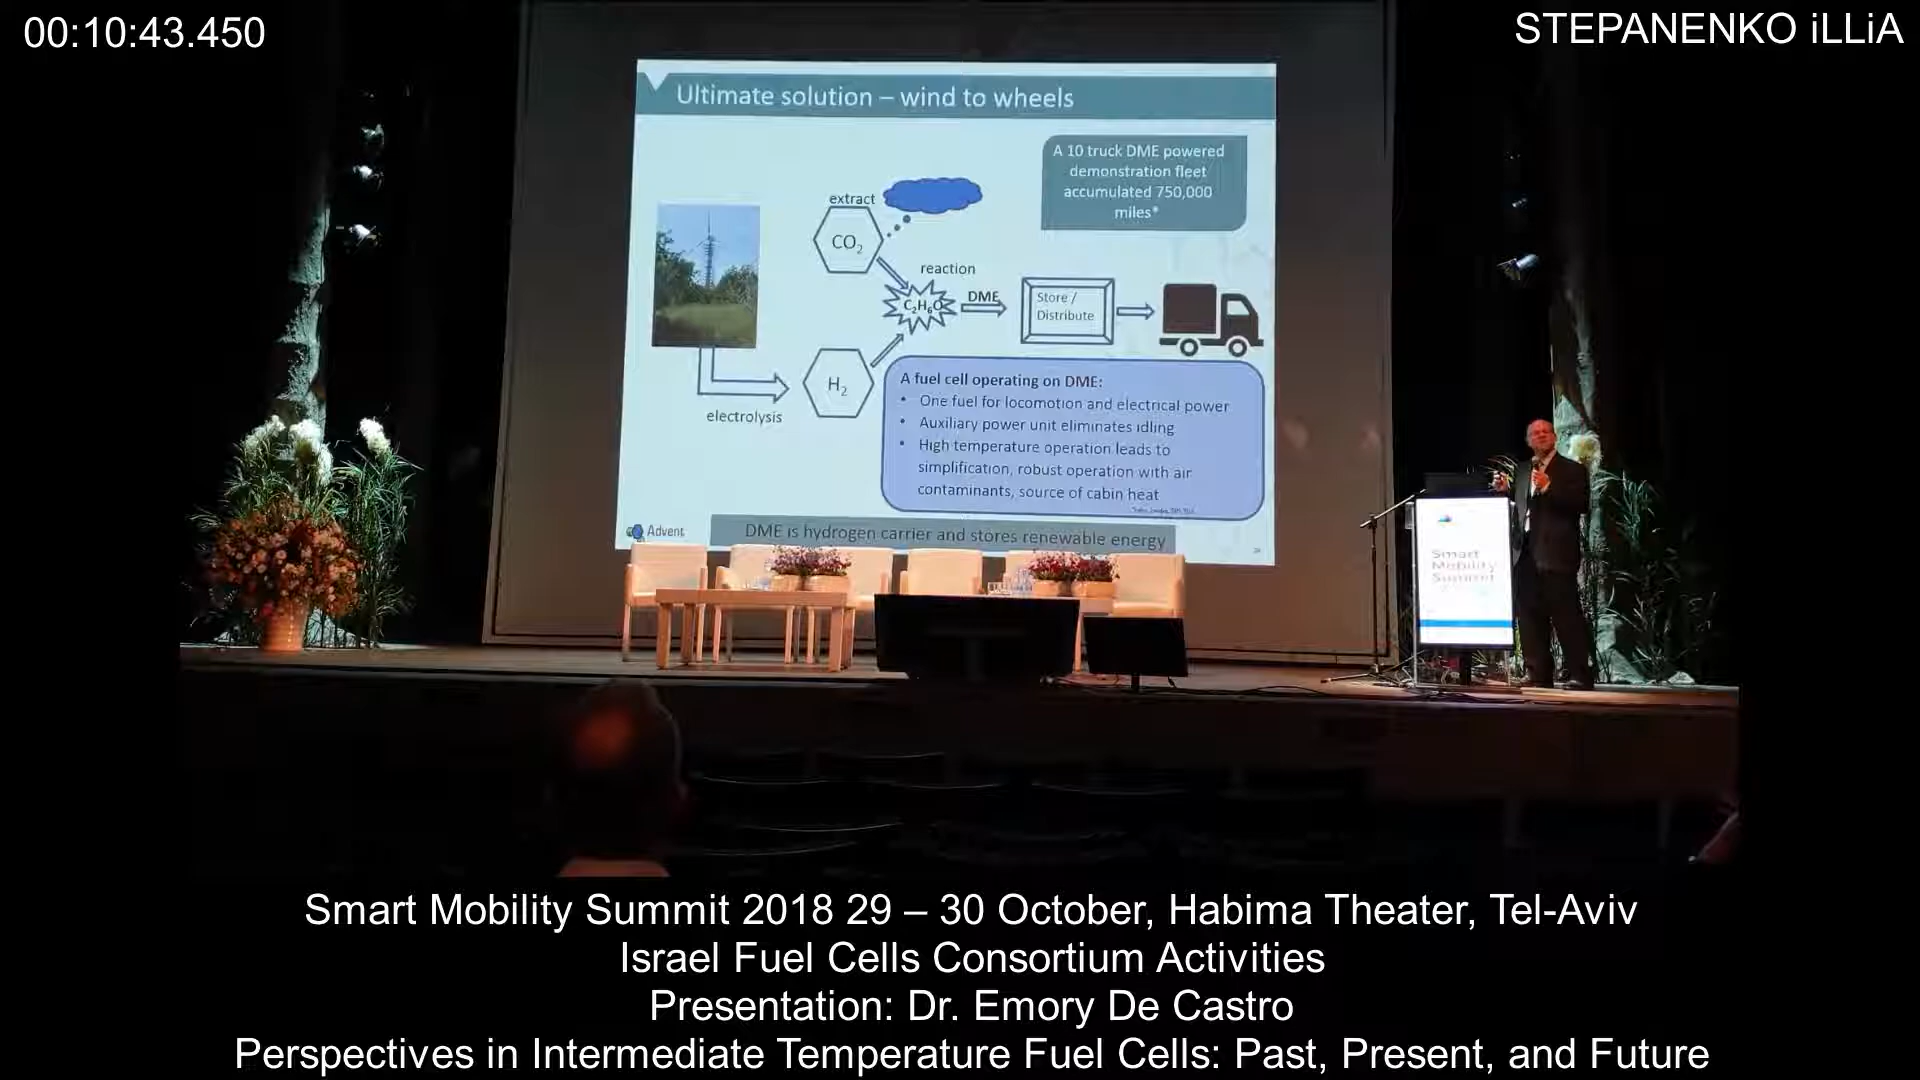 00:10:43.450
STEPANENKO iLLiA
Ultimate solution – wind to wheels
A 10 truck DME powered
demonstration fleet
accumulated 750,000
miles*
extract
CO2
reaction
C2H6O
DME
Store /
Distribute
H2
electrolysis
A fuel cell operating on DME:
• One fuel for locomotion and electrical power
• Auxiliary power unit eliminates idling
• High temperature operation leads to
simplification, robust operation with air
contaminants, source of cabin heat
Advent
DME is hydrogen carrier and stores renewable energy
Smart
Mobility
Summit
Smart Mobility Summit 2018 29 – 30 October, Habima Theater, Tel-Aviv
Israel Fuel Cells Consortium Activities
Presentation: Dr. Emory De Castro
Perspectives in Intermediate Temperature Fuel Cells: Past, Present, and Future